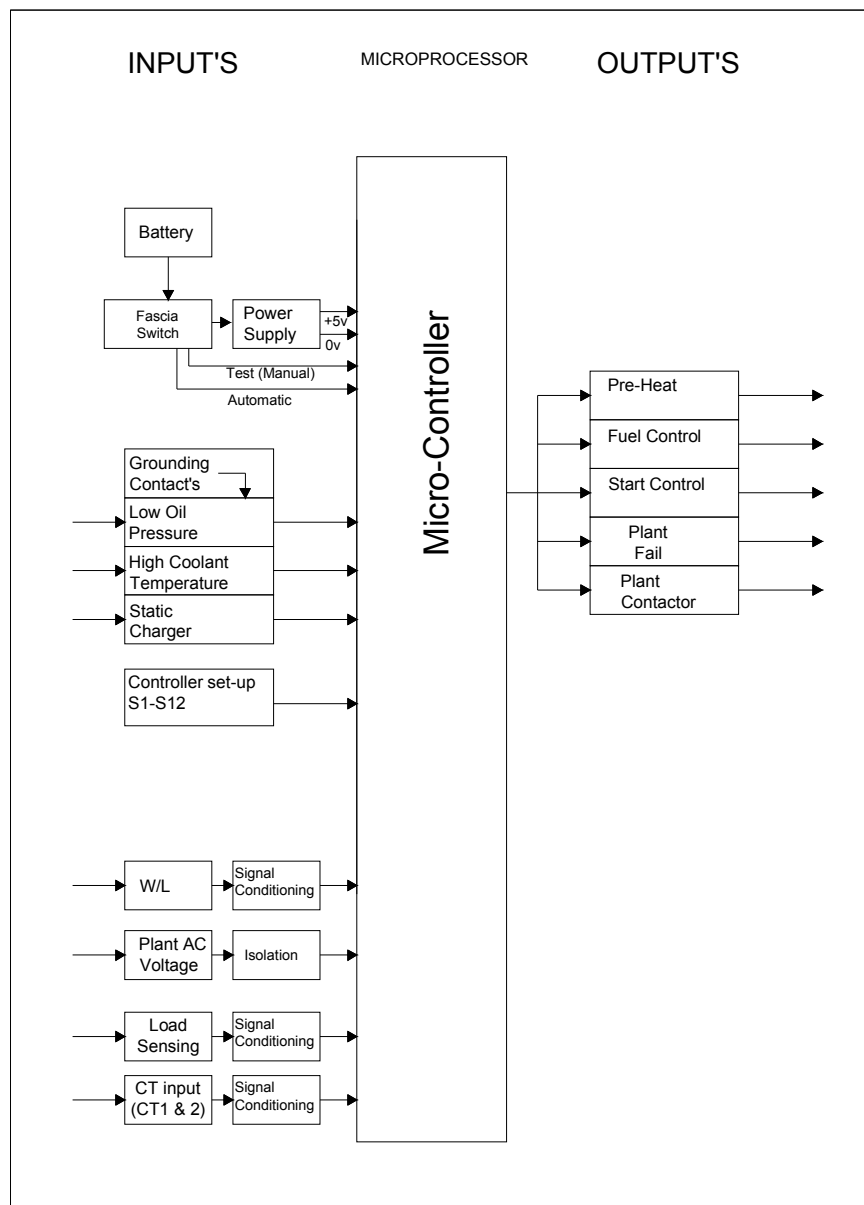 INPUT'S
MICROPROCESSOR
OUTPUT'S
Battery
Fascia
Switch
Power
Supply
+5v
0v
Test (Manual)
Automatic
Grounding
Contact's
Low Oil
Pressure
High Coolant
Temperature
Static
Charger
Controller set-up
S1-S12
W/L
Signal
Conditioning
Plant AC
Voltage
Isolation
Load
Sensing
Signal
Conditioning
CT input
(CT1 & 2)
Signal
Conditioning
Micro-Controller
Pre-Heat
Fuel Control
Start Control
Plant
Fail
Plant
Contactor